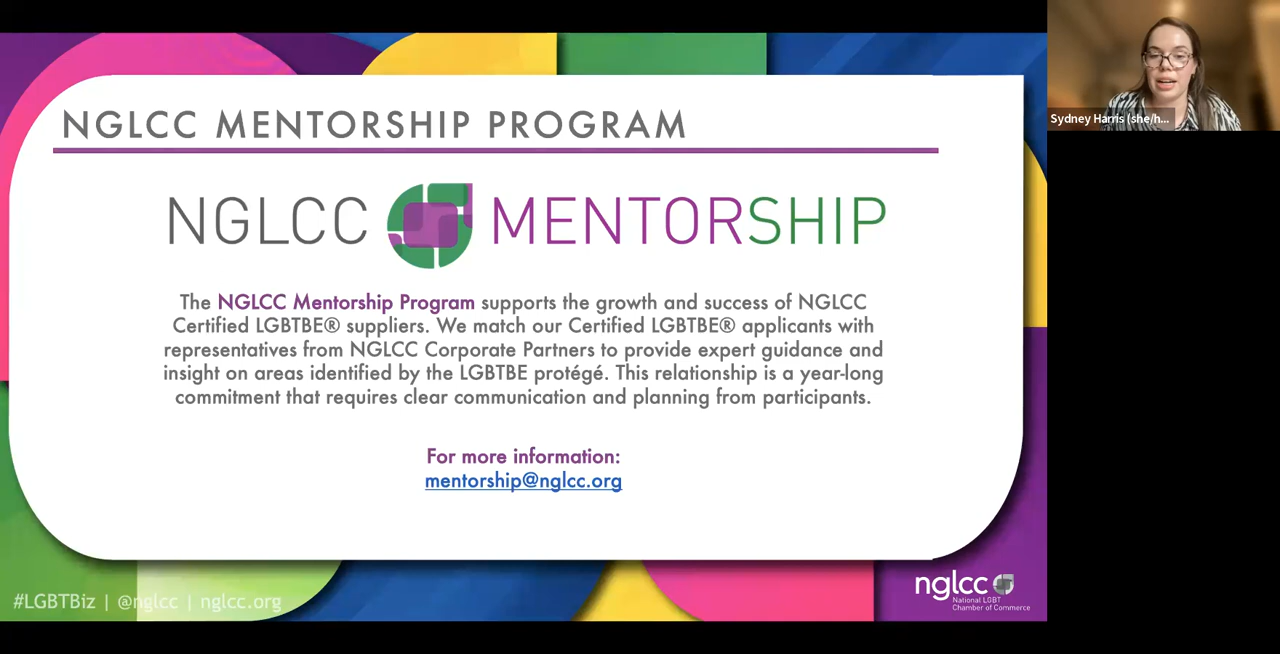 NGLCC MENTORSHIP PROGRAM
NGLCC MENTORSHIP
The NGLCC Mentorship Program supports the growth and success of NGLCC
Certified LGBTBE® suppliers. We match our Certified LGBTBE® applicants with
representatives from NGLCC Corporate Partners to provide expert guidance and
insight on areas identified by the LGBTBE protégé. This relationship is a year-long
commitment that requires clear communication and planning from participants.
For more information:
mentorship@nglcc.org
#LGBTBiz | @nglcc | nglcc.org
nglcc
National LGBT
Chamber of Commerce
Sydney Harris (she/h...